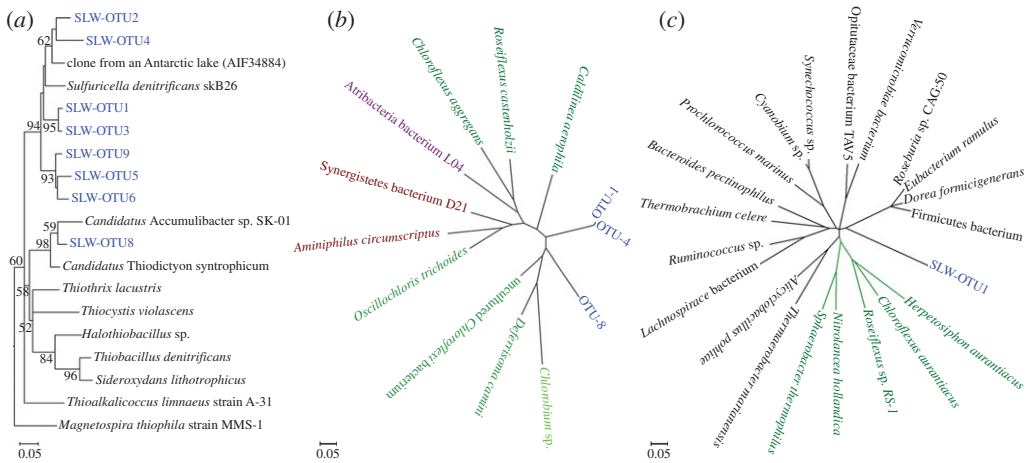 (a)
SLW-OTU2
62
SLW-OTU4
clone from an Antarctic lake (AIF34884)
Sulfuricella denitrificans skB26
SLW-OTU1
94
95
SLW-OTU3
SLW-OTU9
93
SLW-OTU5
SLW-OTU6
59
Candidatus Accumulibacter sp. SK-01
98
SLW-OTU8
60
Candidatus Thiodictyon syntrophicum
58
Thiothrix lacustris
Thiocystis violascens
52
Halothiobacillus sp.
84
Thiobacillus denitrificans
96
Sideroxydans lithotrophicus
Thioalkalicoccus limnaeus strain A-31
Magnetospira thiophila strain MMS-1
0.05
(b)
Chloroflexus aggregans
Roseiflexus castenholzii
Caldilinea aerophila
Atribacteria bacterium L04
Synergistetes bacterium D21
Aminiphilus circumscriptus
Oscillochloris trichoides
uncultured Chloroflexi bacterium
Deferrisoma camini
Chlorobium sp.
OTU-1
OTU-4
OTU-8
0.05
(c)
Opitutaceae bacterium TAV5
Verrucomicrobiae bacterium
Roseburia sp. CAG:50
Eubacterium ramulus
Dorea formicigenerans
Firmicutes bacterium
SLW-OTU1
Herpetosiphon aurantiacus
Chloroflexus aurantiacus
Roseiflexus sp. RS-1
Nitrolancea hollandica
Sphaerobacter thermophilus
Thermaerobacter marianensis
Alicyclobacillus pohliae
Lachnospirace bacterium
Ruminococcus sp.
Thermobrachium celere
Bacteroides pectinophilus
Prochlorococcus marinus
Cyanobium sp.
Synechococcus sp.
0.05